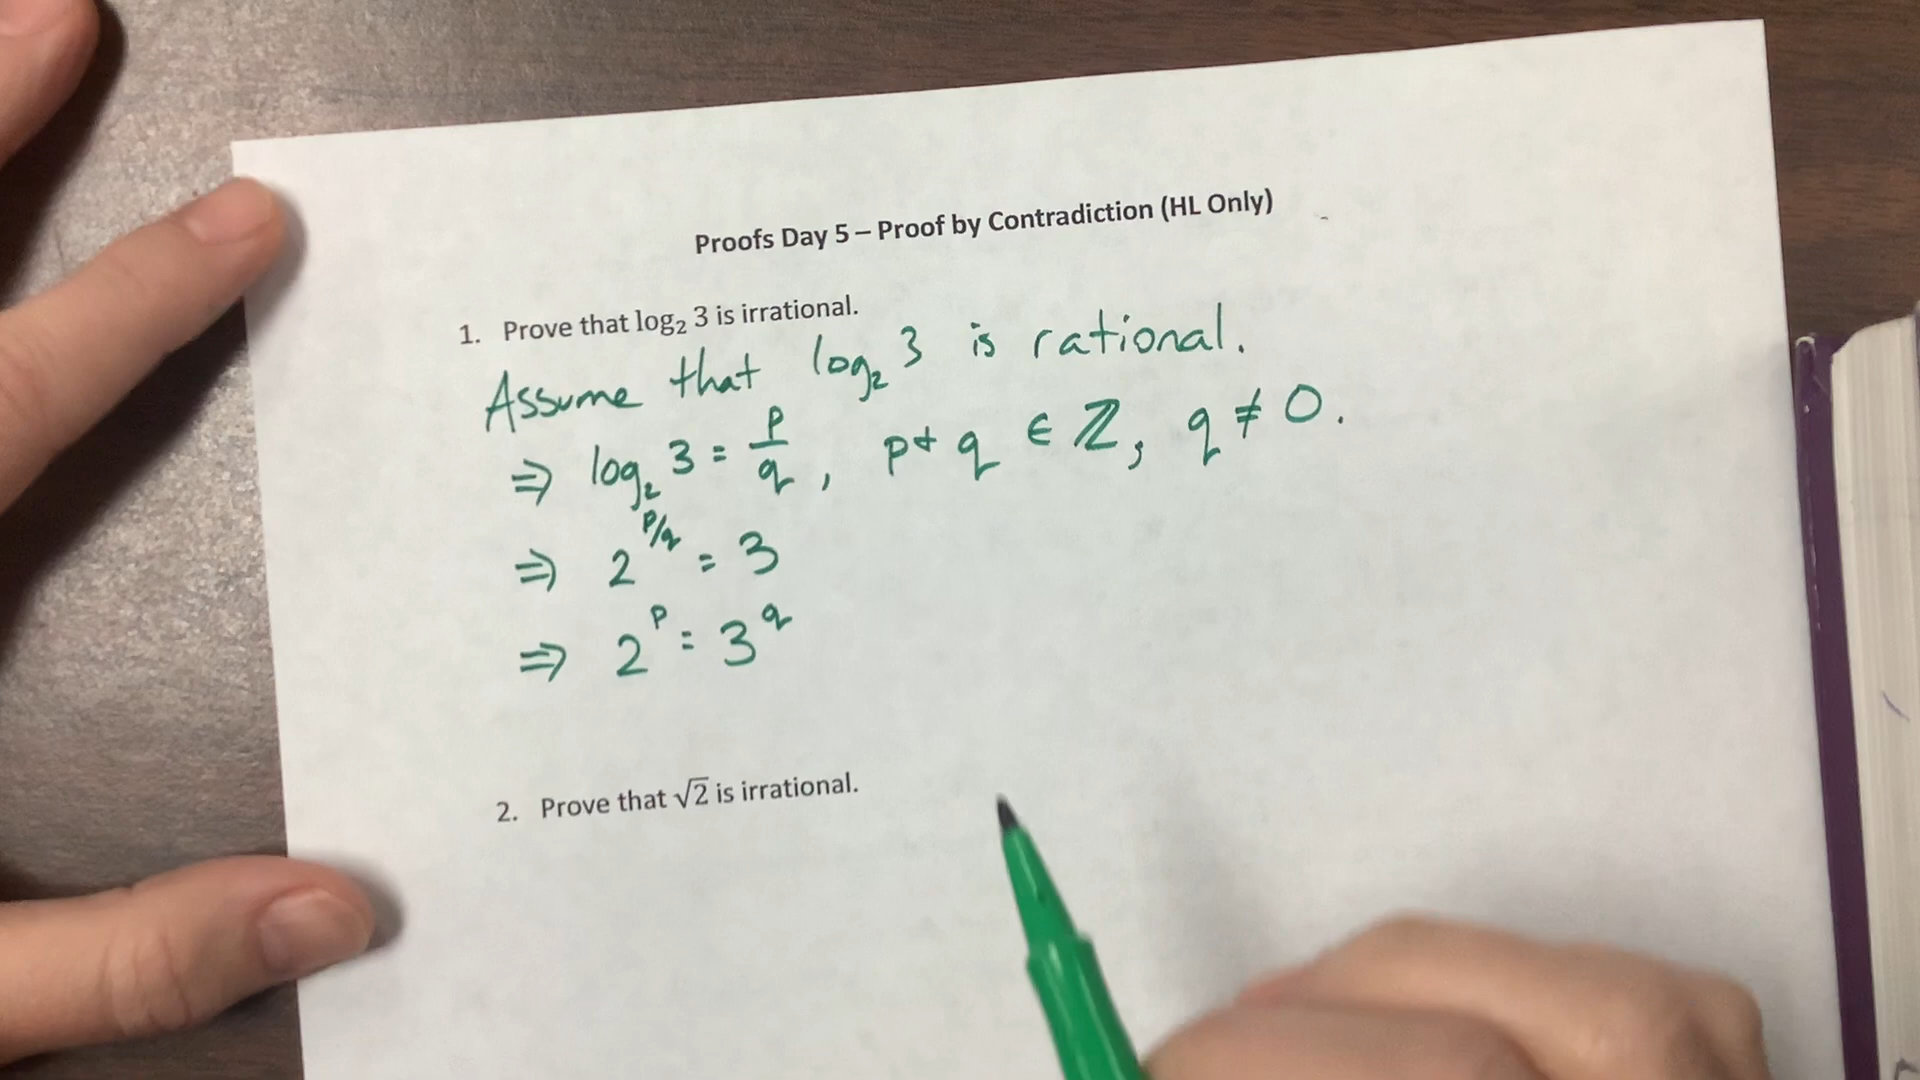 Proofs Day 5 – Proof by Contradiction (HL Only)
1. Prove that log₂ 3 is irrational.
Assume that log₂ 3 is rational.
⇒ log₂ 3 = p/q, p & q ∈ ℤ, q ≠ 0.
⇒ 2^(p/q) = 3
⇒ 2^p = 3^q
2. Prove that √2 is irrational.